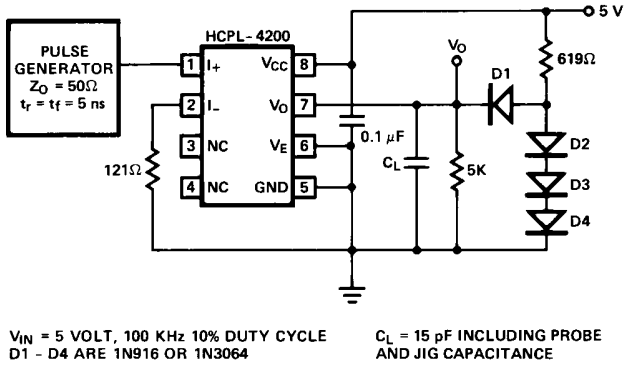 HCPL-4200
5 V
PULSE
GENERATOR
Z_O = 50Ω
t_r = t_f = 5 ns
1 I+
2 I–
3 NC
4 NC
V_CC 8
V_O 7
V_E 6
GND 5
121Ω
0.1 μF
C_L
V_O
5K
D1
619Ω
D2
D3
D4
V_IN = 5 VOLT, 100 KHz 10% DUTY CYCLE
D1 - D4 ARE 1N916 OR 1N3064
C_L = 15 pF INCLUDING PROBE
AND JIG CAPACITANCE